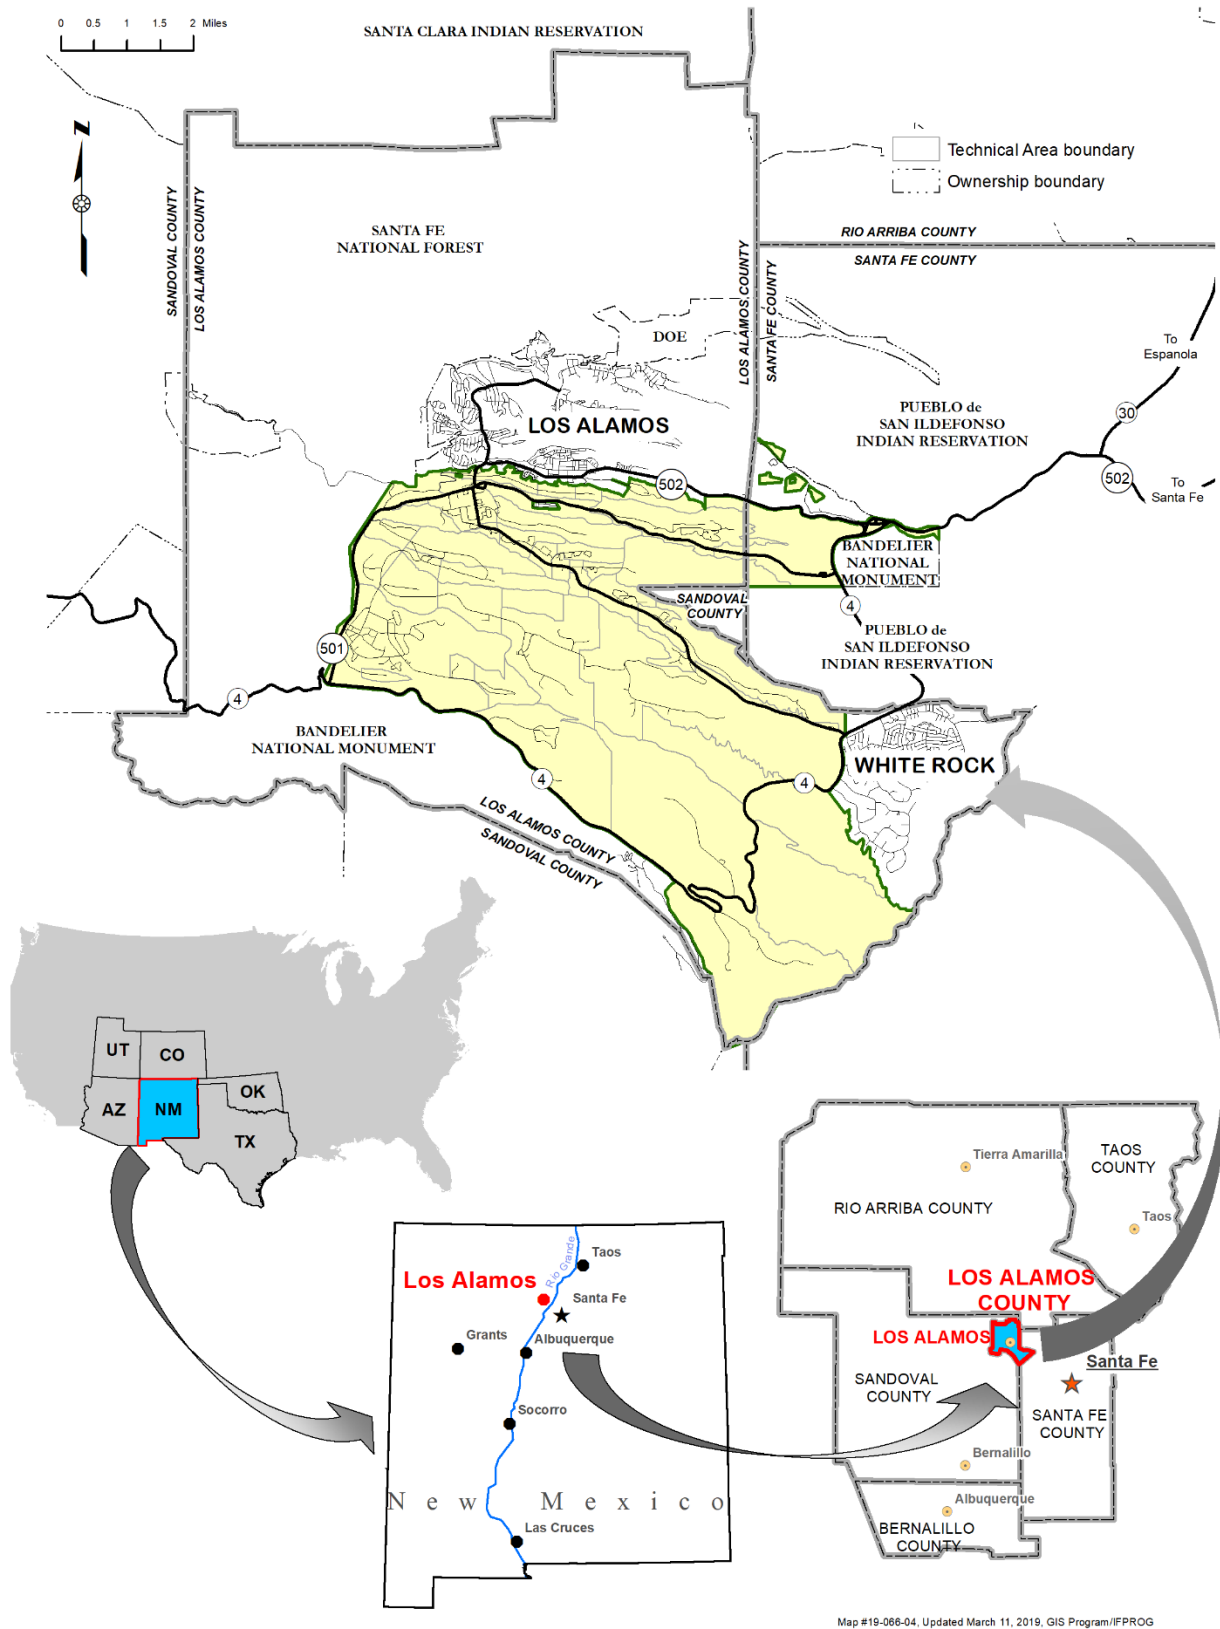 0 0.5 1 1.5 2 Miles
SANTA CLARA INDIAN RESERVATION
N
Technical Area boundary
Ownership boundary
SANDOVAL COUNTY
LOS ALAMOS COUNTY
SANTA FE
NATIONAL FOREST
RIO ARRIBA COUNTY
SANTA FE COUNTY
LOS ALAMOS COUNTY
SANTA FE COUNTY
DOE
To
Espanola
PUEBLO de
SAN ILDEFONSO
INDIAN RESERVATION
30
LOS ALAMOS
502
502
To
Santa Fe
BANDELIER
NATIONAL
MONUMENT
SANDOVAL
COUNTY
4
PUEBLO de
SAN ILDEFONSO
INDIAN RESERVATION
501
4
BANDELIER
NATIONAL MONUMENT
WHITE ROCK
4
4
LOS ALAMOS COUNTY
SANDOVAL COUNTY
UT
CO
AZ
NM
OK
TX
Taos
Rio Grande
Los Alamos
Santa Fe
Grants
Albuquerque
Socorro
New Mexico
Las Cruces
Tierra Amarilla
TAOS
COUNTY
RIO ARRIBA COUNTY
Taos
LOS ALAMOS
COUNTY
LOS ALAMOS
Santa Fe
SANDOVAL
COUNTY
SANTA FE
COUNTY
Bernalillo
Albuquerque
BERNALILLO
COUNTY
Map #19-066-04, Updated March 11, 2019, GIS Program/IFPROG